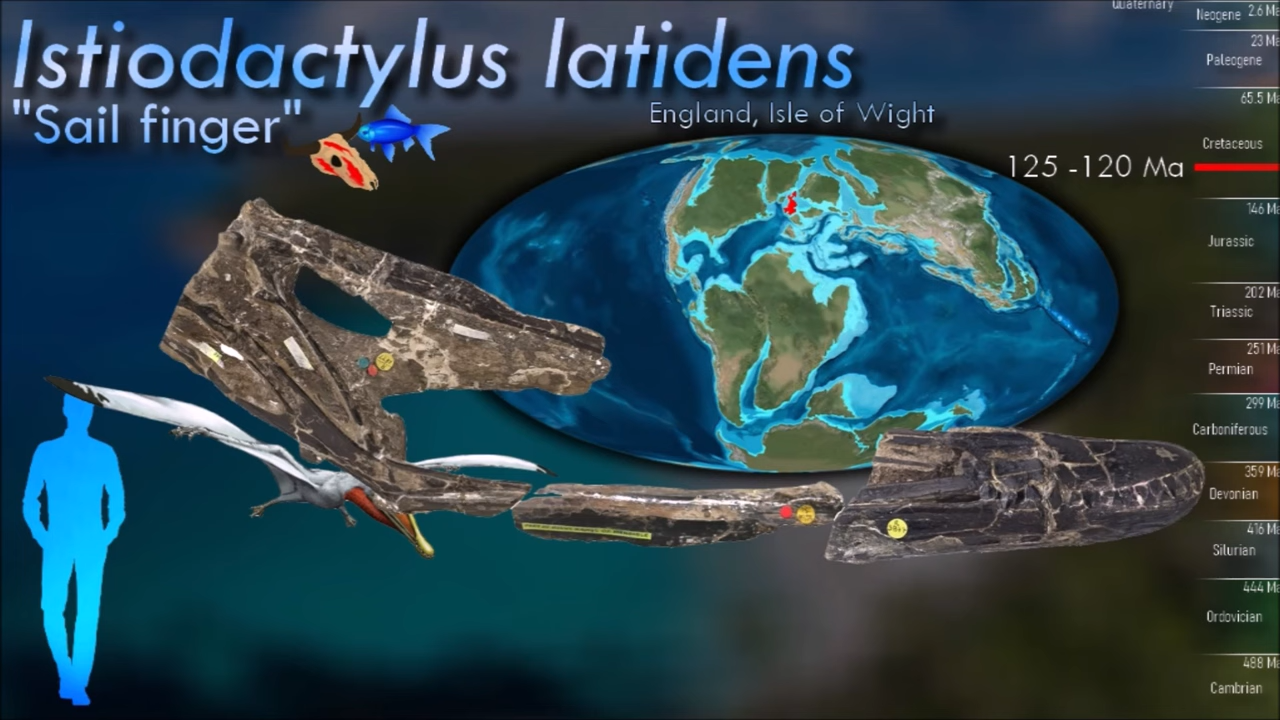 Istiodactylus latidens
"Sail finger"
England, Isle of Wight
125 -120 Ma
Quaternary
2.6 Ma
Neogene
23 Ma
Paleogene
65.5 Ma
Cretaceous
146 Ma
Jurassic
202 Ma
Triassic
251 Ma
Permian
299 Ma
Carboniferous
359 Ma
Devonian
416 Ma
Silurian
444 Ma
Ordovician
488 Ma
Cambrian